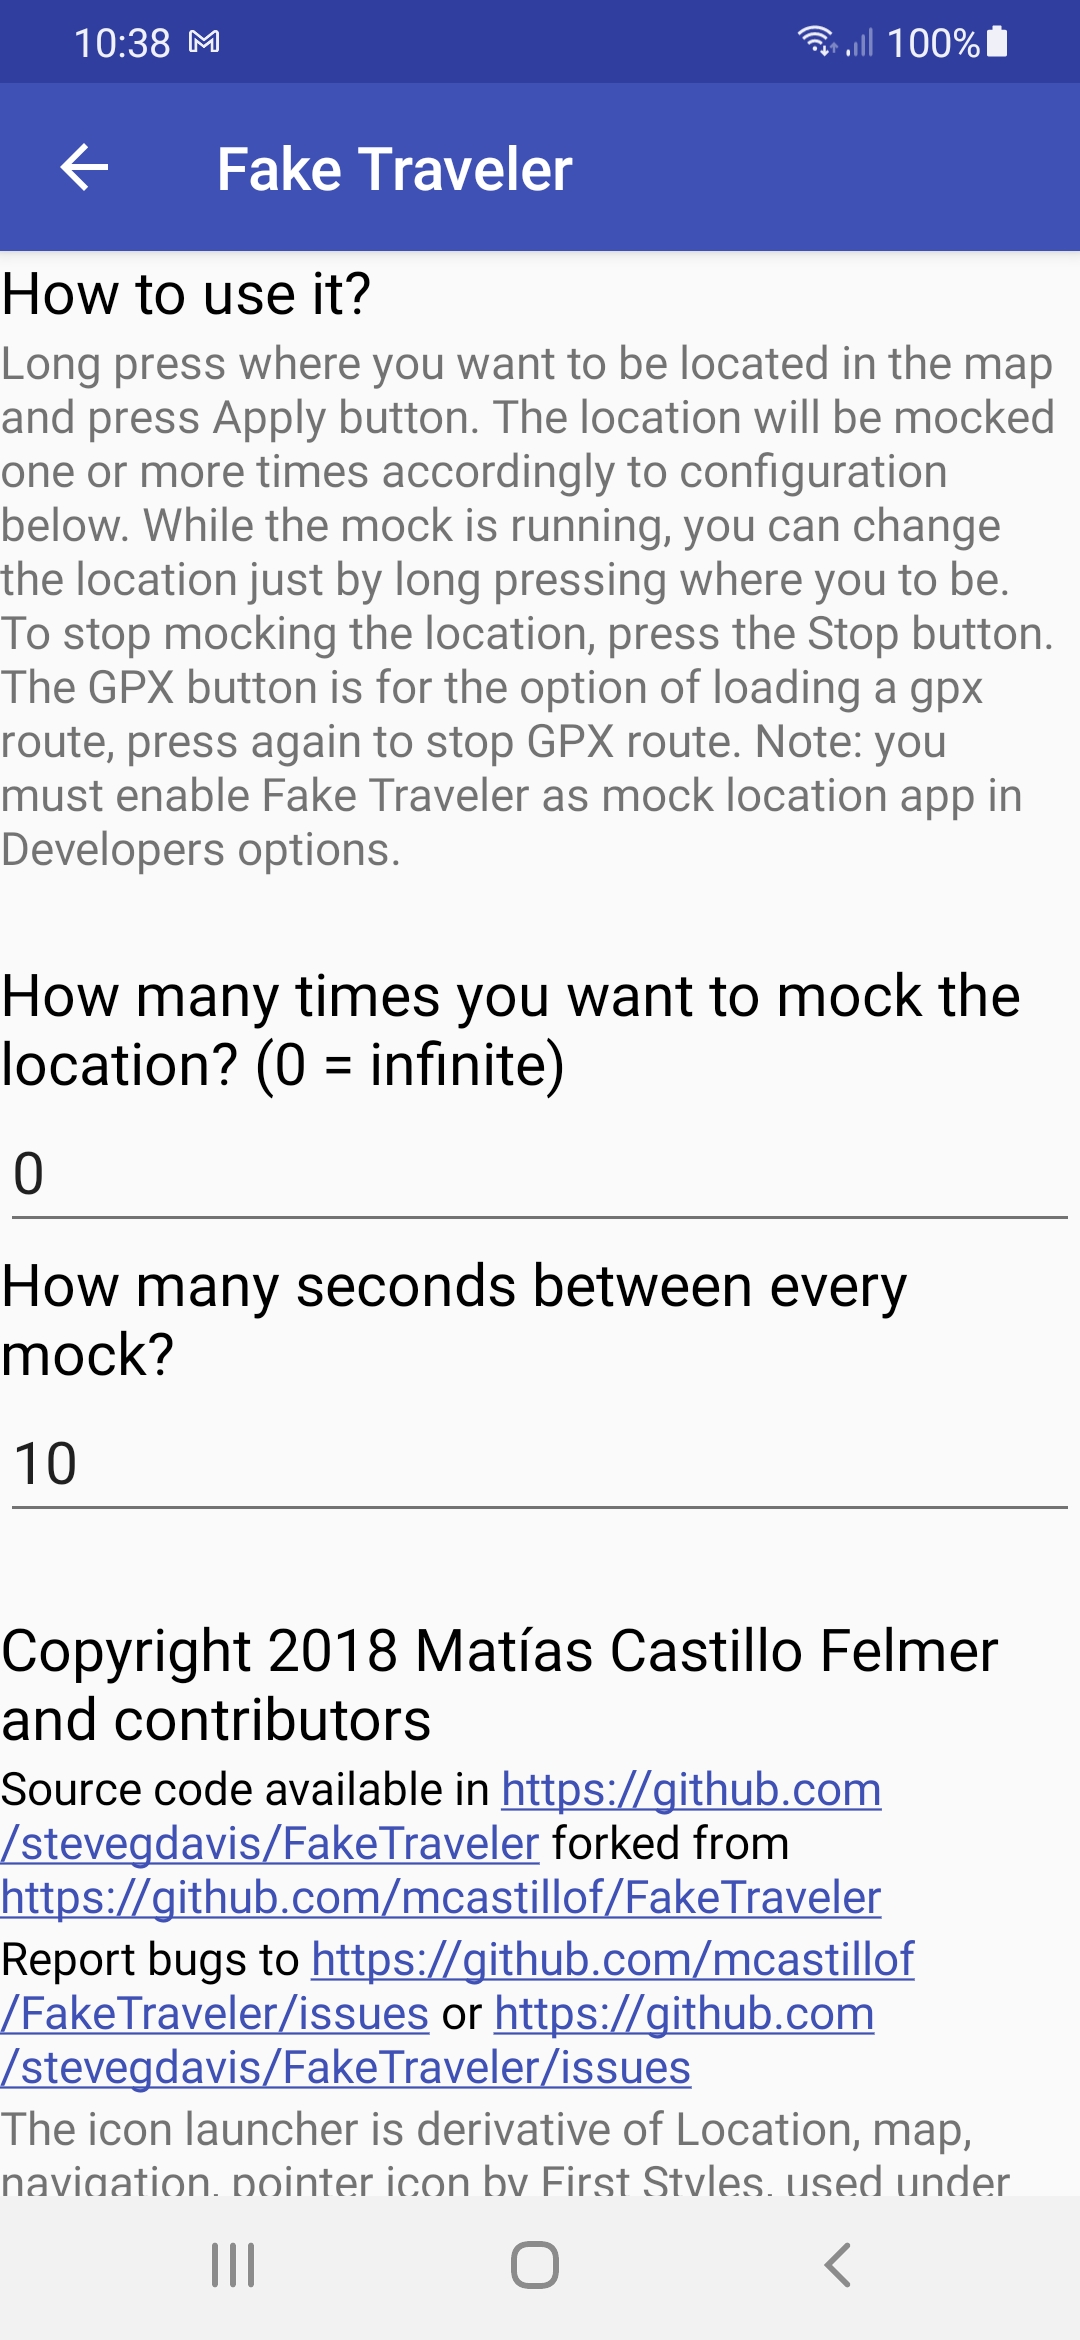 10:38
100%
Fake Traveler
How to use it?
Long press where you want to be located in the map
and press Apply button. The location will be mocked
one or more times accordingly to configuration
below. While the mock is running, you can change
the location just by long pressing where you to be.
To stop mocking the location, press the Stop button.
The GPX button is for the option of loading a gpx
route, press again to stop GPX route. Note: you
must enable Fake Traveler as mock location app in
Developers options.
How many times you want to mock the
location? (0 = infinite)
0
How many seconds between every
mock?
10
Copyright 2018 Matías Castillo Felmer
and contributors
Source code available in https://github.com
/stevegdavis/FakeTraveler forked from
https://github.com/mcastillof/FakeTraveler
Report bugs to https://github.com/mcastillof
/FakeTraveler/issues or https://github.com
/stevegdavis/FakeTraveler/issues
The icon launcher is derivative of Location, map,
navigation, pointer icon by First Styles, used under